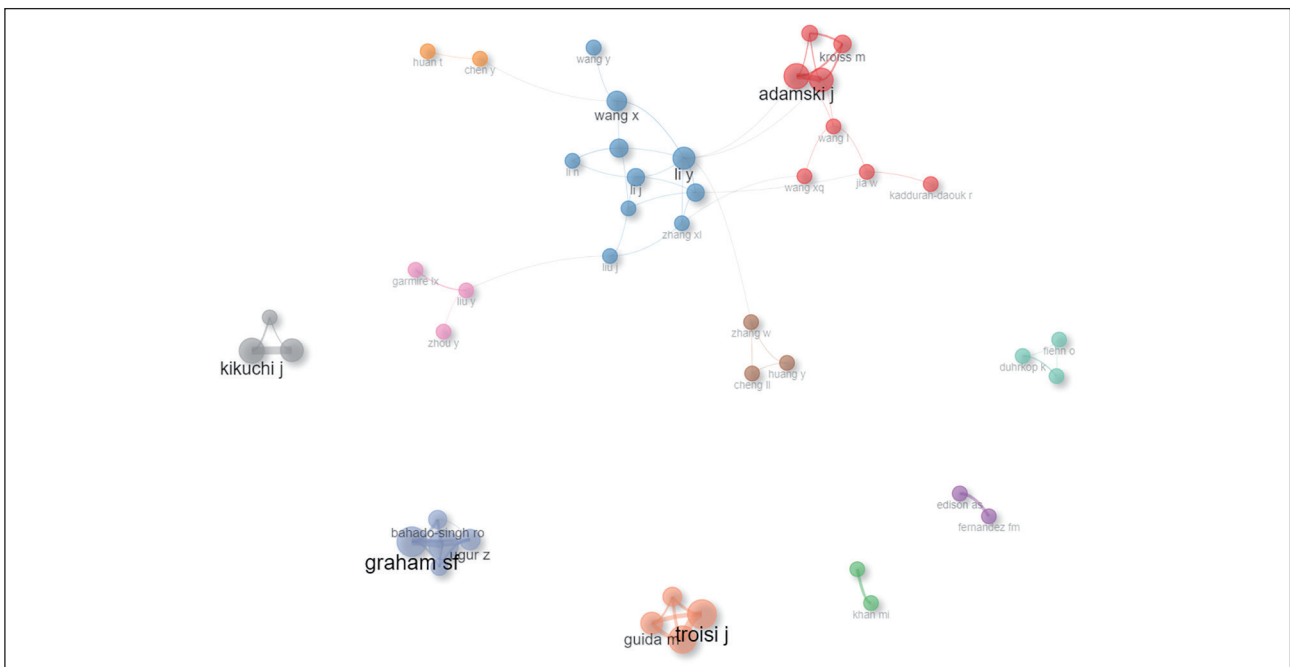 wang y
huan t
kroiss m
chen y
adamski j
wang x
wang l
li h
li y
li j
wang xq
jia w
kadduran-daouk r
zhang xl
liu j
garmire lx
liu y
zhang w
zhou y
fiehn o
kikuchi j
duhrkop k
huang y
cheng ll
edison as
fernandez fm
bahado-singh ro
ugur z
graham sf
khan mi
guida m
troisi j